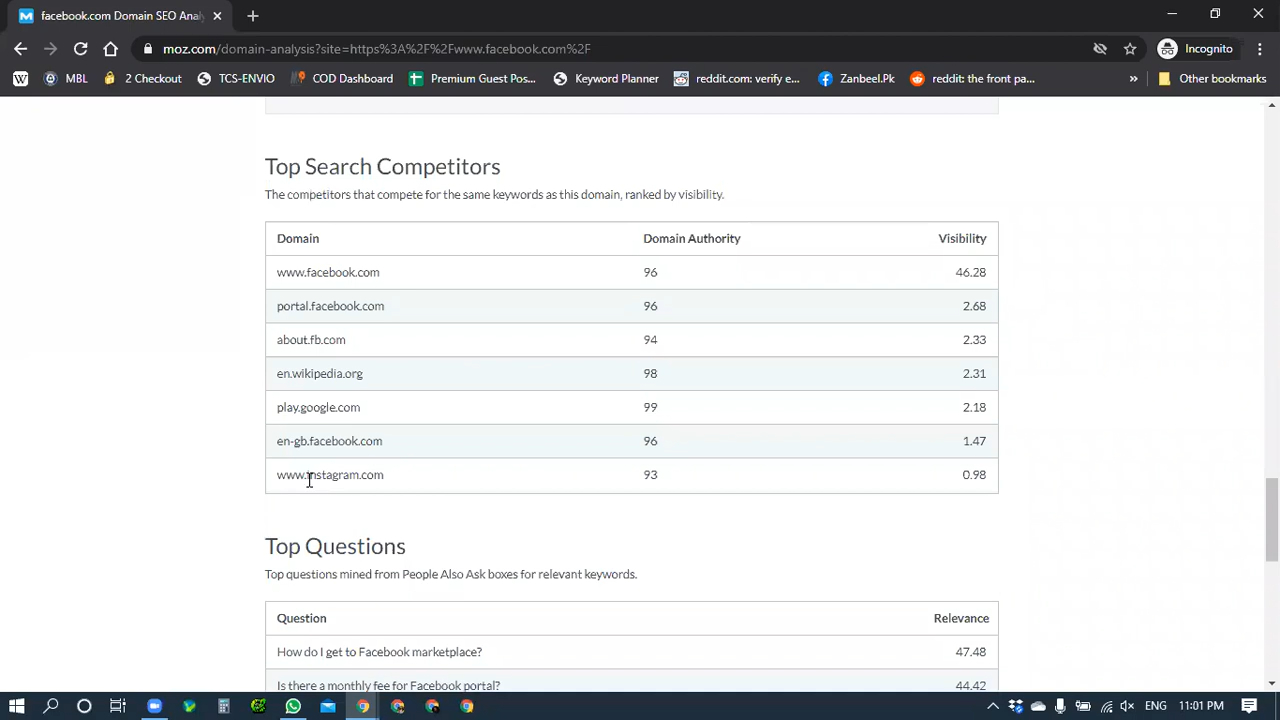 facebook.com Domain SEO Anal
moz.com/domain-analysis?site=https%3A%2F%2Fwww.facebook.com%2F
Incognito
MBL
2 Checkout
TCS-ENVIO
COD Dashboard
Premium Guest Pos...
Keyword Planner
reddit.com: verify e...
Zanbeel.Pk
reddit: the front pa...
»
Other bookmarks
Top Search Competitors
The competitors that compete for the same keywords as this domain, ranked by visibility.
Domain Domain Authority Visibility
www.facebook.com 96 46.28
portal.facebook.com 96 2.68
about.fb.com 94 2.33
en.wikipedia.org 98 2.31
play.google.com 99 2.18
en-gb.facebook.com 96 1.47
www.instagram.com 93 0.98
Top Questions
Top questions mined from People Also Ask boxes for relevant keywords.
Question Relevance
How do I get to Facebook marketplace? 47.48
Is there a monthly fee for Facebook portal? 44.42
ENG 11:01 PM